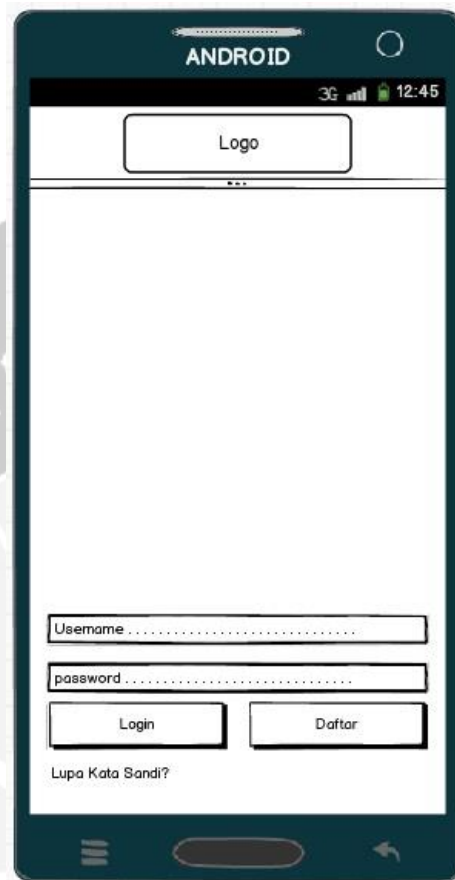 ANDROID
3G 12:45
Logo
Username . . . . . . . . . . . . . . . . . . . . . . . . . . . . . .
password . . . . . . . . . . . . . . . . . . . . . . . . . . . . . .
Login Daftar
Lupa Kata Sandi?